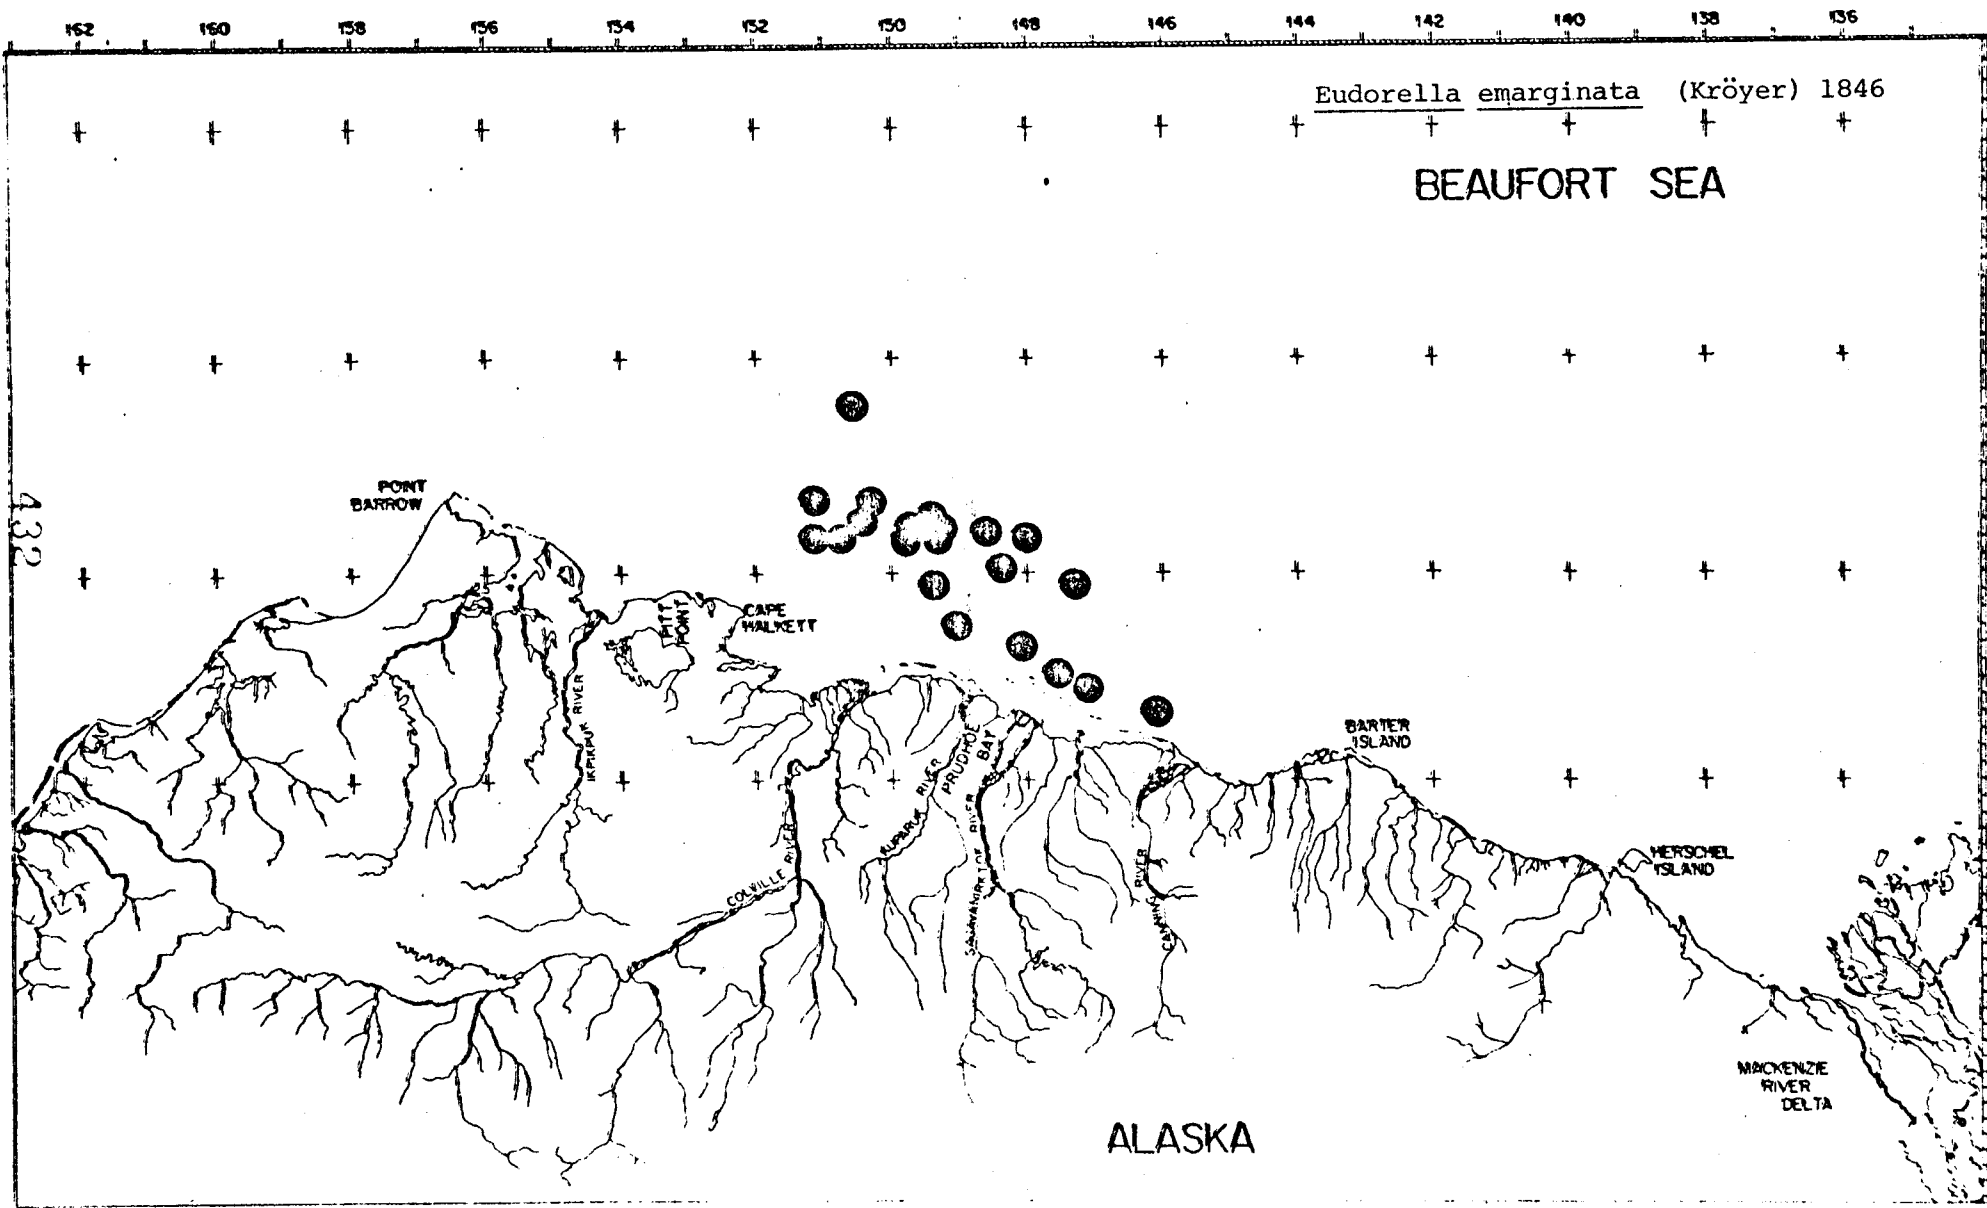 162 160 158 156 154 152 150 148 146 144 142 140 138 136
Eudorella emarginata (Kröyer) 1846
BEAUFORT SEA
POINT
BARROW
432
PITT
POINT
CAPE
HALKETT
IKPIKPUK RIVER
COLVILLE RIVER
KUPARUK RIVER
PRUDHOE
BAY
SAGAVANIRKTOK RIVER
CANNING RIVER
BARTER
ISLAND
HERSCHEL
ISLAND
MACKENZIE
RIVER
DELTA
ALASKA